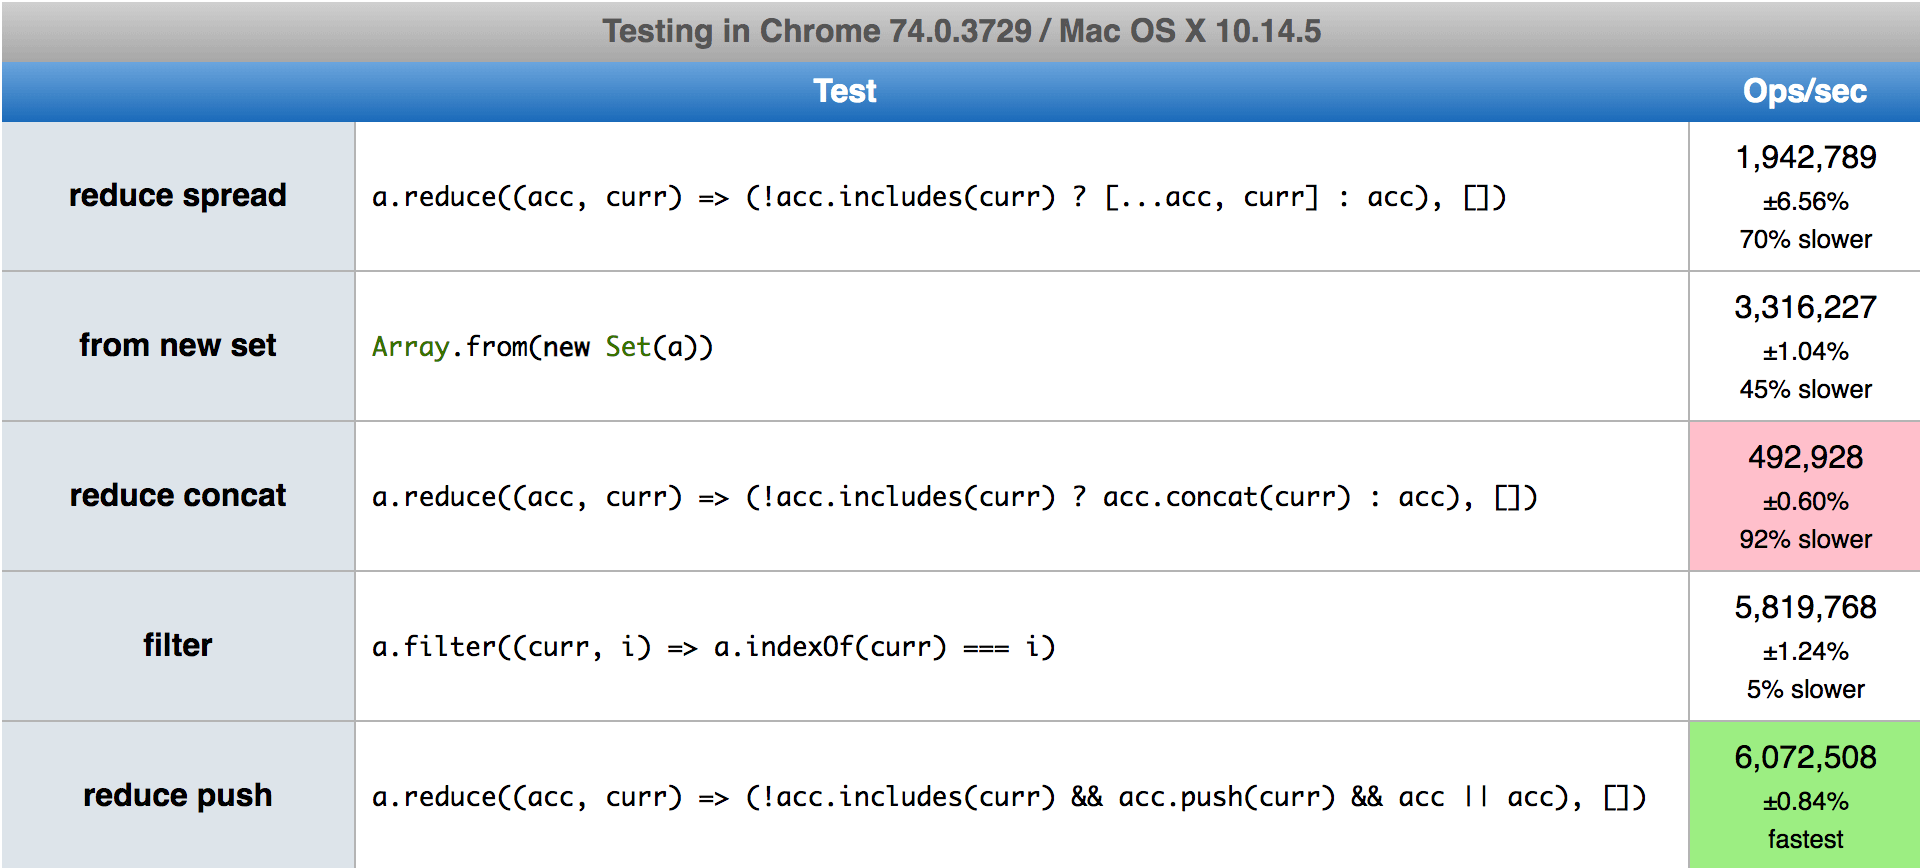 Testing in Chrome 74.0.3729 / Mac OS X 10.14.5
Test Ops/sec
reduce spread a.reduce((acc, curr) => (!acc.includes(curr) ? [...acc, curr] : acc), []) 1,942,789
±6.56%
70% slower
from new set Array.from(new Set(a)) 3,316,227
±1.04%
45% slower
reduce concat a.reduce((acc, curr) => (!acc.includes(curr) ? acc.concat(curr) : acc), []) 492,928
±0.60%
92% slower
filter a.filter((curr, i) => a.indexOf(curr) === i) 5,819,768
±1.24%
5% slower
reduce push a.reduce((acc, curr) => (!acc.includes(curr) && acc.push(curr) && acc || acc), []) 6,072,508
±0.84%
fastest